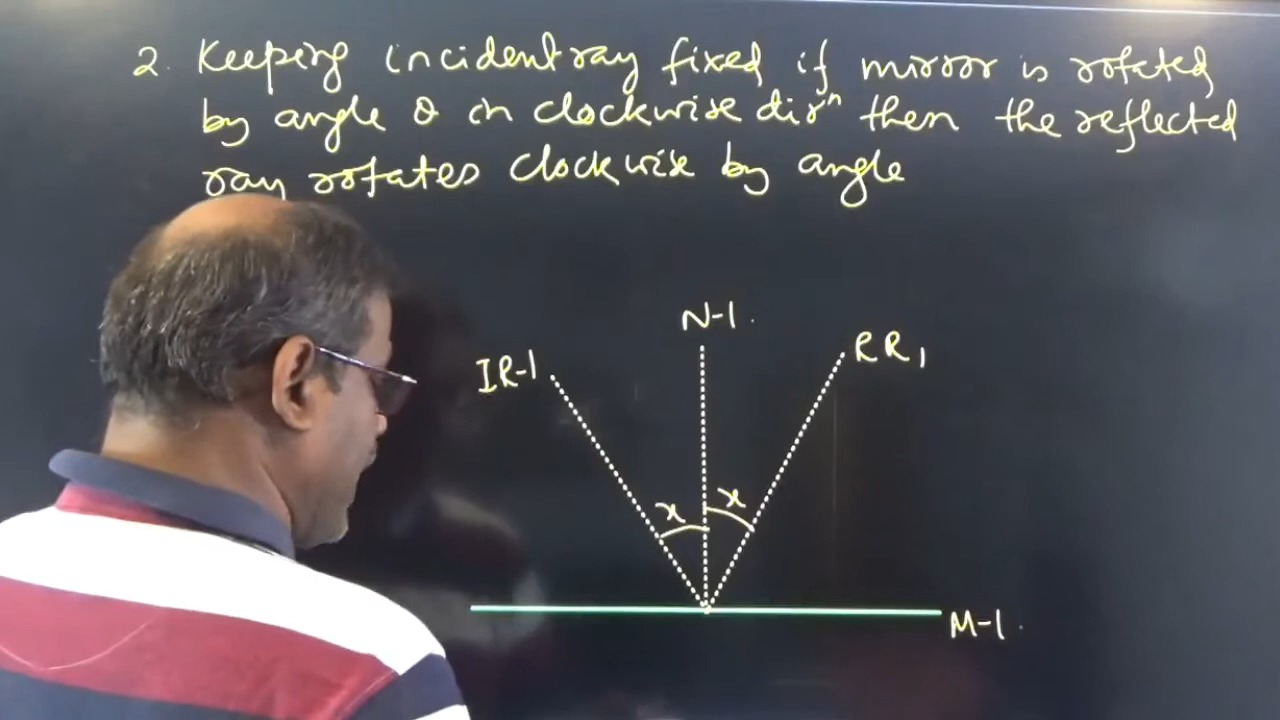 2. Keeping incident ray fixed if mirror is rotated
by angle θ in clockwise dirⁿ then the reflected
ray rotates clockwise by angle
N-1.
IR-1
RR₁
x
x
M-1.